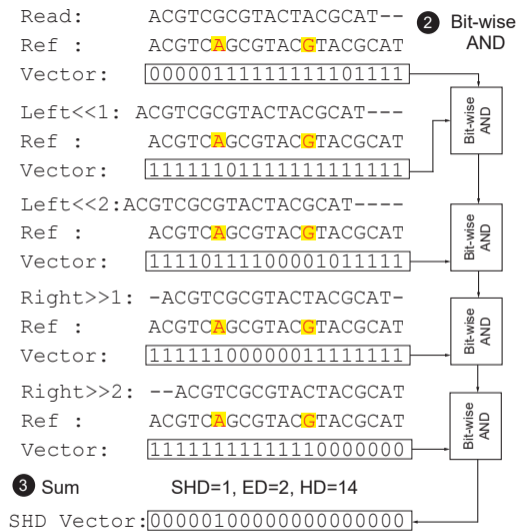 Read: ACGTCGCGTACTACGCAT--
Ref : ACGTCAGCGTACGTACGCAT
Vector: 00000111111111101111
2 Bit-wise
AND
Left<<1: ACGTCGCGTACTACGCAT---
Ref : ACGTCAGCGTACGTACGCAT
Vector: 11111101111111111111
Bit-wise
AND
Left<<2:ACGTCGCGTACTACGCAT----
Ref : ACGTCAGCGTACGTACGCAT
Vector: 11110111100001011111
Bit-wise
AND
Right>>1: -ACGTCGCGTACTACGCAT-
Ref : ACGTCAGCGTACGTACGCAT
Vector: 11111100000011111111
Bit-wise
AND
Right>>2: --ACGTCGCGTACTACGCAT
Ref : ACGTCAGCGTACGTACGCAT
Vector: 11111111111110000000
Bit-wise
AND
3 Sum SHD=1, ED=2, HD=14
SHD Vector:00000100000000000000